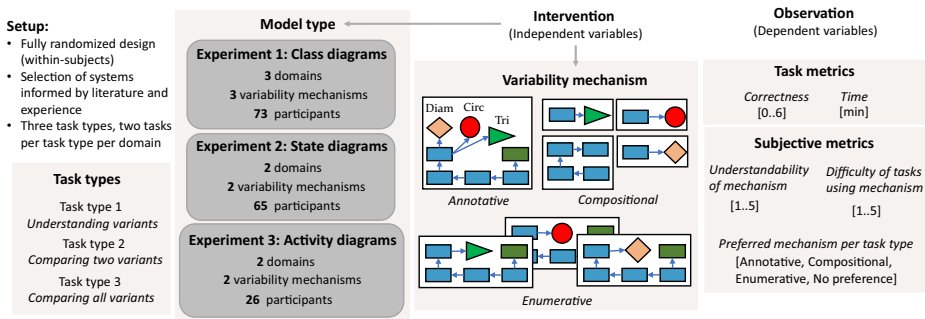 Setup:
• Fully randomized design
(within-subjects)
• Selection of systems
informed by literature and
experience
• Three task types, two tasks
per task type per domain
Task types
Task type 1
Understanding variants
Task type 2
Comparing two variants
Task type 3
Comparing all variants
Model type
Experiment 1: Class diagrams
3 domains
3 variability mechanisms
73 participants
Experiment 2: State diagrams
2 domains
2 variability mechanisms
65 participants
Experiment 3: Activity diagrams
2 domains
2 variability mechanisms
26 participants
Intervention
(Independent variables)
Variability mechanism
Diam
Circ
Tri
Annotative
Compositional
Enumerative
Observation
(Dependent variables)
Task metrics
Correctness
[0..6]
Time
[min]
Subjective metrics
Understandability
of mechanism
[1..5]
Difficulty of tasks
using mechanism
[1..5]
Preferred mechanism per task type
[Annotative, Compositional,
Enumerative, No preference]